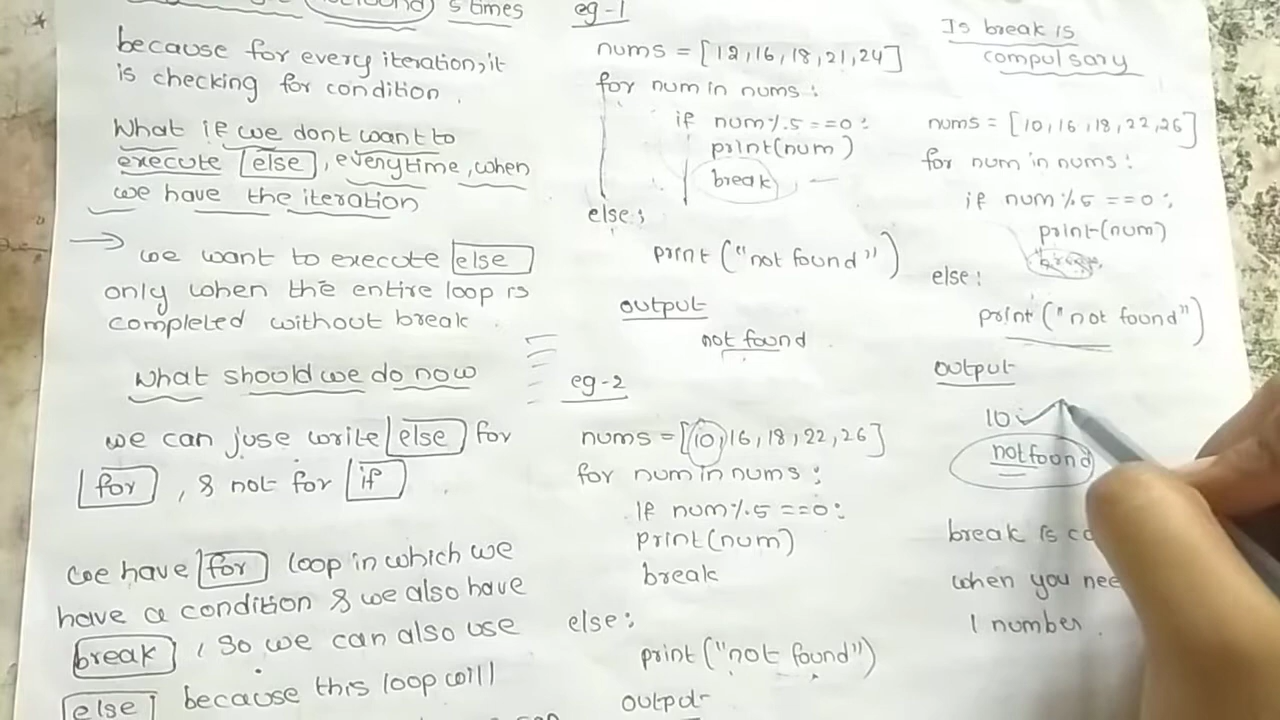 5 times
because for every iteration, it
is checking for condition.
What if we dont want to
execute else, everytime, when
we have the iteration
→ we want to execute else
only when the entire loop is
completed without break
what should we do now
we can juse write else for
for, & not for if
we have for loop in which we
have a condition & we also have
break, so we can also use
else because this loop will
eg-1
nums = [12,16,18,21,24]
for num in nums:
if num%5==0:
print(num)
break
else:
print("not found")
output
not found
eg-2
nums = [10,16,18,22,26]
for num in nums:
if num%5==0:
print(num)
break
else:
print("not found")
output
Is break is
compulsary
nums = [10,16,18,22,26]
for num in nums:
if num%5==0:
print(num)
break
else:
print("not found")
output
10
not found
break is
when you
1 number.